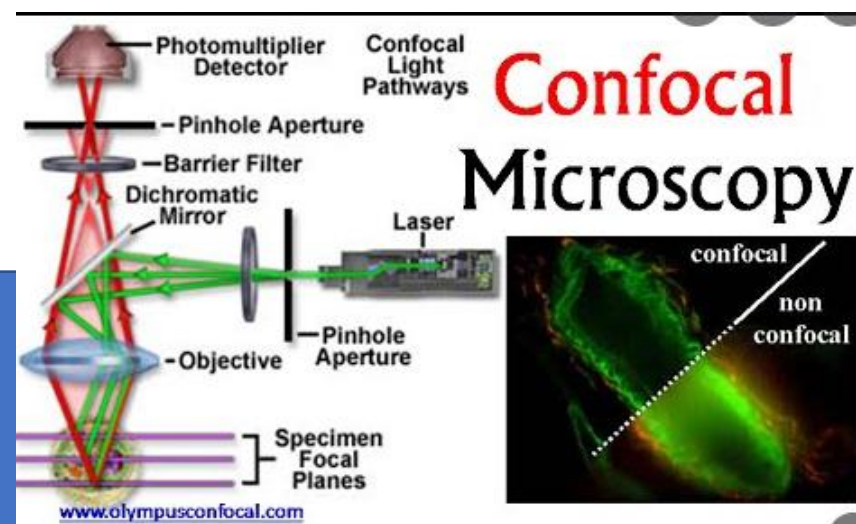 Photomultiplier
Detector
Confocal
Light
Pathways
Confocal
Microscopy
Pinhole Aperture
Barrier Filter
Dichromatic
Mirror
Laser
Pinhole
Aperture
Objective
Specimen
Focal
Planes
www.olympusconfocal.com
confocal
non
confocal